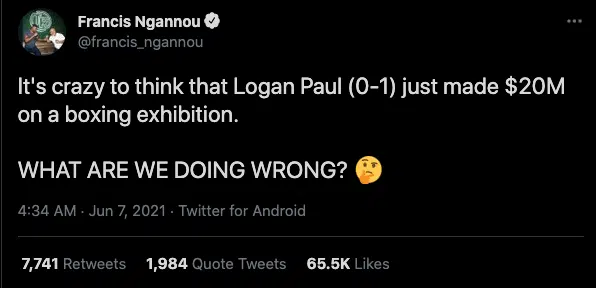 Francis Ngannou
@francis_ngannou
It's crazy to think that Logan Paul (0-1) just made $20M
on a boxing exhibition.
WHAT ARE WE DOING WRONG? 🤔
4:34 AM · Jun 7, 2021 · Twitter for Android
7,741 Retweets 1,984 Quote Tweets 65.5K Likes